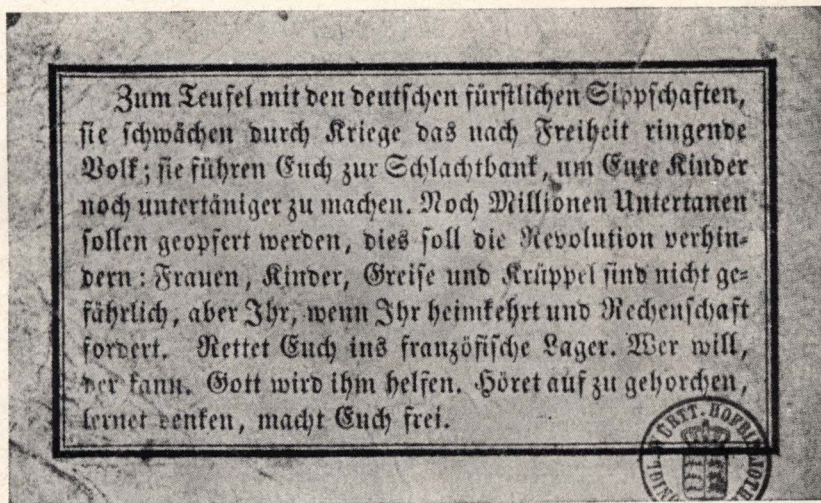 Zum Teufel mit den deutschen fürstlichen Sippschaften,
sie schwächen durch Kriege das nach Freiheit ringende
Volk; sie führen Euch zur Schlachtbank, um Eure Kinder
noch untertäniger zu machen. Noch Millionen Untertanen
sollen geopfert werden, dies soll die Revolution verhin-
dern: Frauen, Kinder, Greise und Krüppel sind nicht ge-
fährlich, aber Ihr, wenn Ihr heimkehrt und Rechenschaft
fordert. Rettet Euch ins französische Lager. Wer will,
der kann. Gott wird ihm helfen. Höret auf zu gehorchen,
lernet denken, macht Euch frei.
WÜRTT. HOFBIBLIOTH